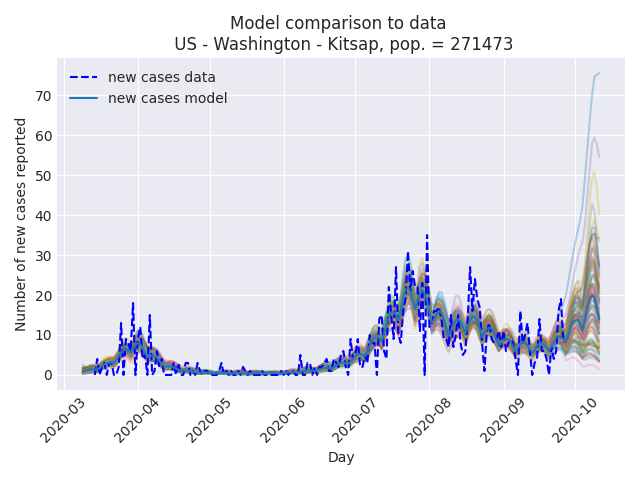 Model comparison to data
US - Washington - Kitsap, pop. = 271473
new cases data
new cases model
Number of new cases reported
70
60
50
40
30
20
10
0
2020-03
2020-04
2020-05
2020-06
2020-07
2020-08
2020-09
2020-10
Day